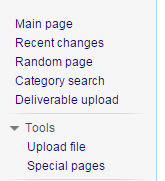 Main page
Recent changes
Random page
Category search
Deliverable upload
Tools
Upload file
Special pages